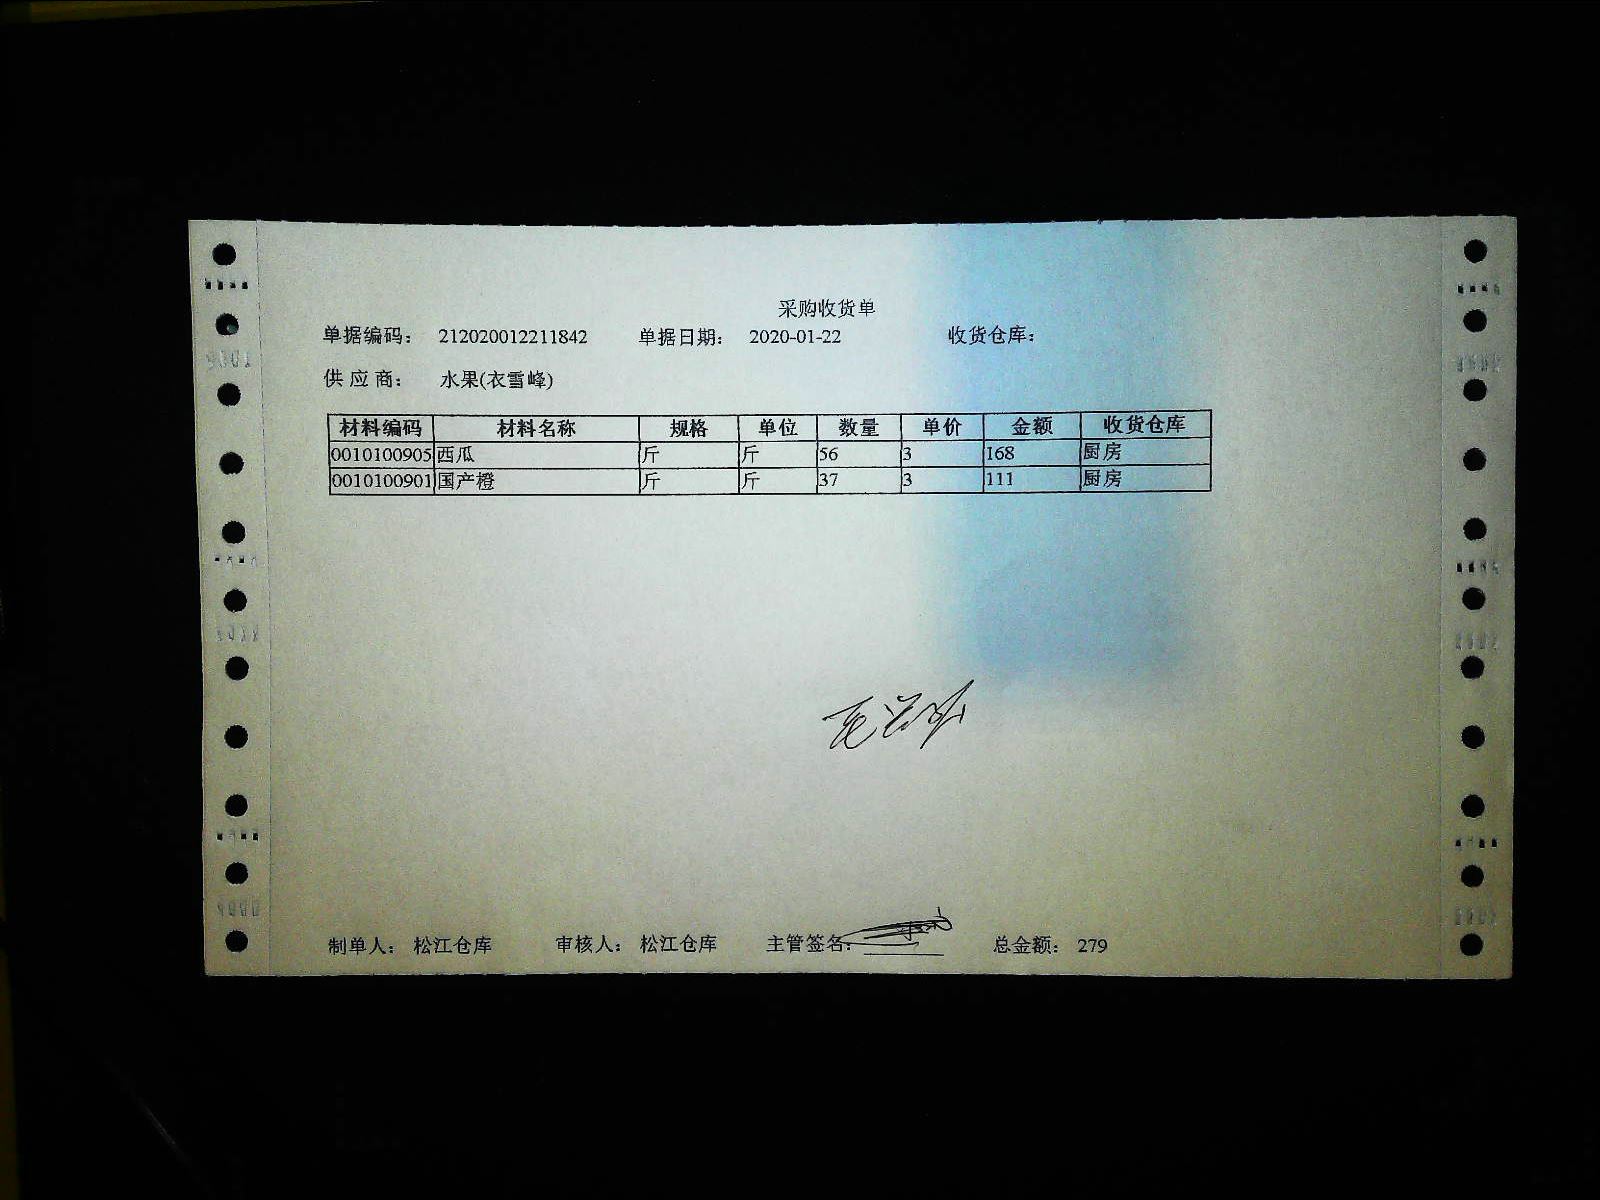 采购收货单
单据编码： 212020012211842 单据日期： 2020-01-22 收货仓库：
供 应 商： 水果(衣雪峰)
材料编码 材料名称 规格 单位 数量 单价 金额 收货仓库
0010100905 西瓜 斤 斤 56 3 168 厨房
0010100901 国产橙 斤 斤 37 3 111 厨房
制单人： 松江仓库 审核人： 松江仓库 主管签名： 总金额： 279